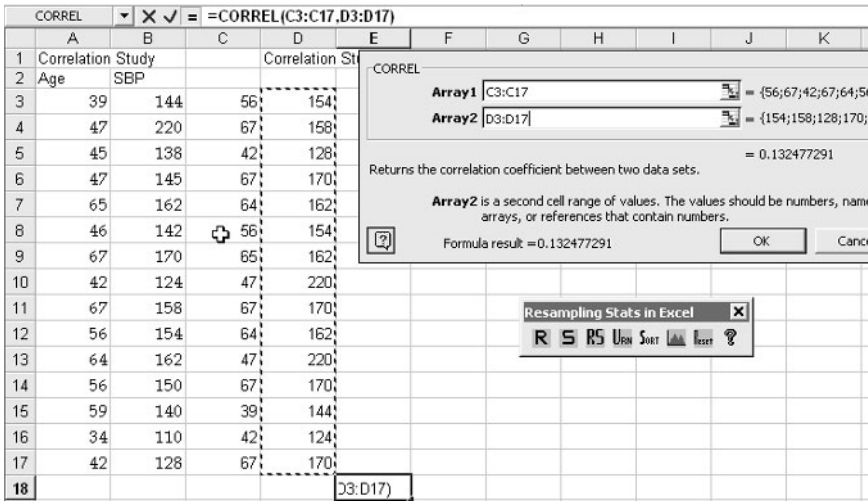 CORREL = =CORREL(C3:C17,D3:D17)
A B C D E F G H I J K
1 Correlation Study Correlation
2 Age SBP
3 39 144 56 154
4 47 220 67 158
5 45 138 42 128
6 47 145 67 170
7 65 162 64 162
8 46 142 56 154
9 67 170 65 162
10 42 124 47 220
11 67 158 67 170
12 56 154 64 162
13 64 162 47 220
14 56 150 67 170
15 59 140 39 144
16 34 110 42 124
17 42 128 67 170
18 D3:D17)
CORREL
Array1 C3:C17 = {56;67;42;67;64;56
Array2 D3:D17 = {154;158;128;170;
= 0.132477291
Returns the correlation coefficient between two data sets.
Array2 is a second cell range of values. The values should be numbers, name
arrays, or references that contain numbers.
Formula result =0.132477291 OK Cance
Resampling Stats in Excel
R S RS URN SORT Reset ?